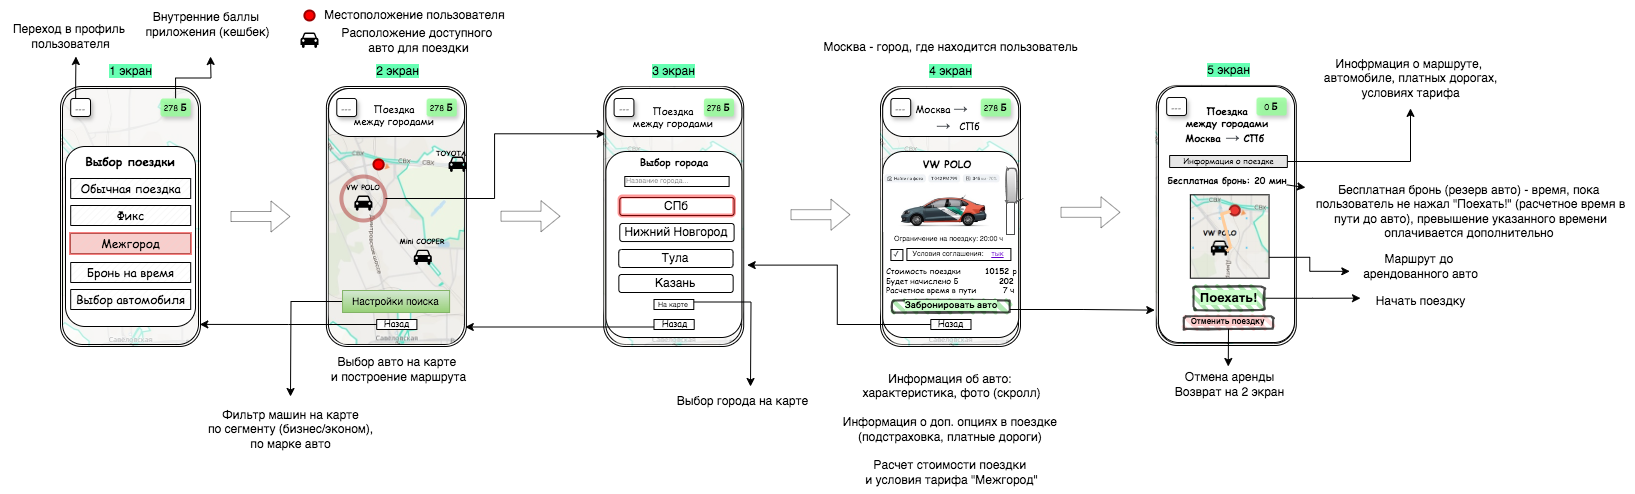 Переход в профиль
пользователя
Внутренние баллы
приложения (кешбек)
1 экран
...
278 Б
Выбор поездки
Обычная поездка
Фикс
Межгород
Бронь на время
Выбор автомобиля
Савёловская
Местоположение пользователя
Расположение доступного
авто для поездки
2 экран
...
278 Б
Поездка
между городами
СВХ
СВХ
TOYOTA
VW POLO
Mini COOPER
Настройки поиска
Назад
Савёловская
Выбор авто на карте
и построение маршрута
Фильтр машин на карте
по сегменту (бизнес/эконом),
по марке авто
3 экран
...
278 Б
Поездка
между городами
Выбор города
Название города...
СПб
Нижний Новгород
Тула
Казань
На карте
Назад
Выбор города на карте
Москва - город, где находится пользователь
4 экран
...
Москва →
→ СПб
278 Б
VW POLO
Ограничение на поездку: 20:00 ч
✓
Условия соглашения: тык
Стоимость поездки 10152 р
Будет начислено Б 202
Расчетное время в пути 7 ч
Забронировать авто
Назад
Информация об авто:
характеристика, фото (скролл)
Информация о доп. опциях в поездке
(подстраховка, платные дороги)
Расчет стоимости поездки
и условия тарифа "Межгород"
5 экран
...
0 Б
Поездка
между городами
Москва → СПб
Информация о поездке
Бесплатная бронь: 20 мин
VW POLO
Поехать!
Отменить поездку
Отмена аренды
Возврат на 2 экран
Инофрмация о маршруте,
автомобиле, платных дорогах,
условиях тарифа
Бесплатная бронь (резерв авто) - время, пока
пользователь не нажал "Поехать!" (расчетное время в
пути до авто), превышение указанного времени
оплачивается дополнительно
Маршрут до
арендованного авто
Начать поездку